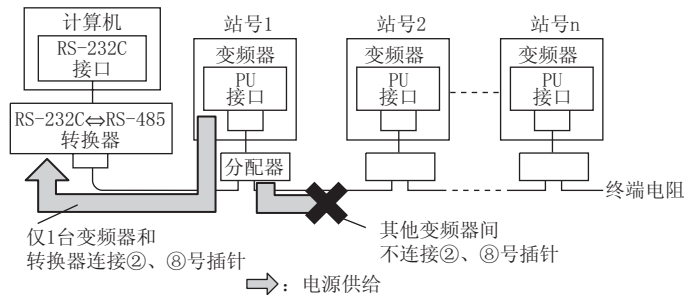 计算机
RS-232C
接口
RS-232C⇔RS-485
转换器
站号1
变频器
PU
接口
分配器
站号2
变频器
PU
接口
站号n
变频器
PU
接口
终端电阻
仅1台变频器和
转换器连接②、⑧号插针
其他变频器间
不连接②、⑧号插针
：电源供给